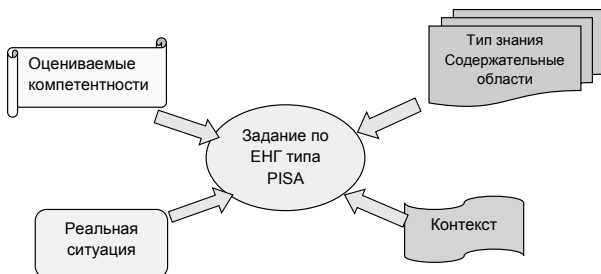 Оцениваемые
компетентности
Тип знания
Содержательные
области
Задание по
ЕНГ типа
PISA
Реальная
ситуация
Контекст